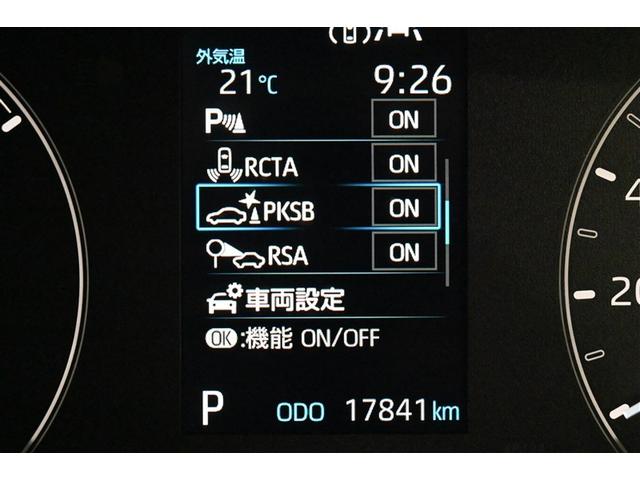 外気温
21℃ 9:26
P ON
RCTA ON
PKSB ON
RSA ON
車両設定
OK:機能 ON/OFF
P ODO 17841km